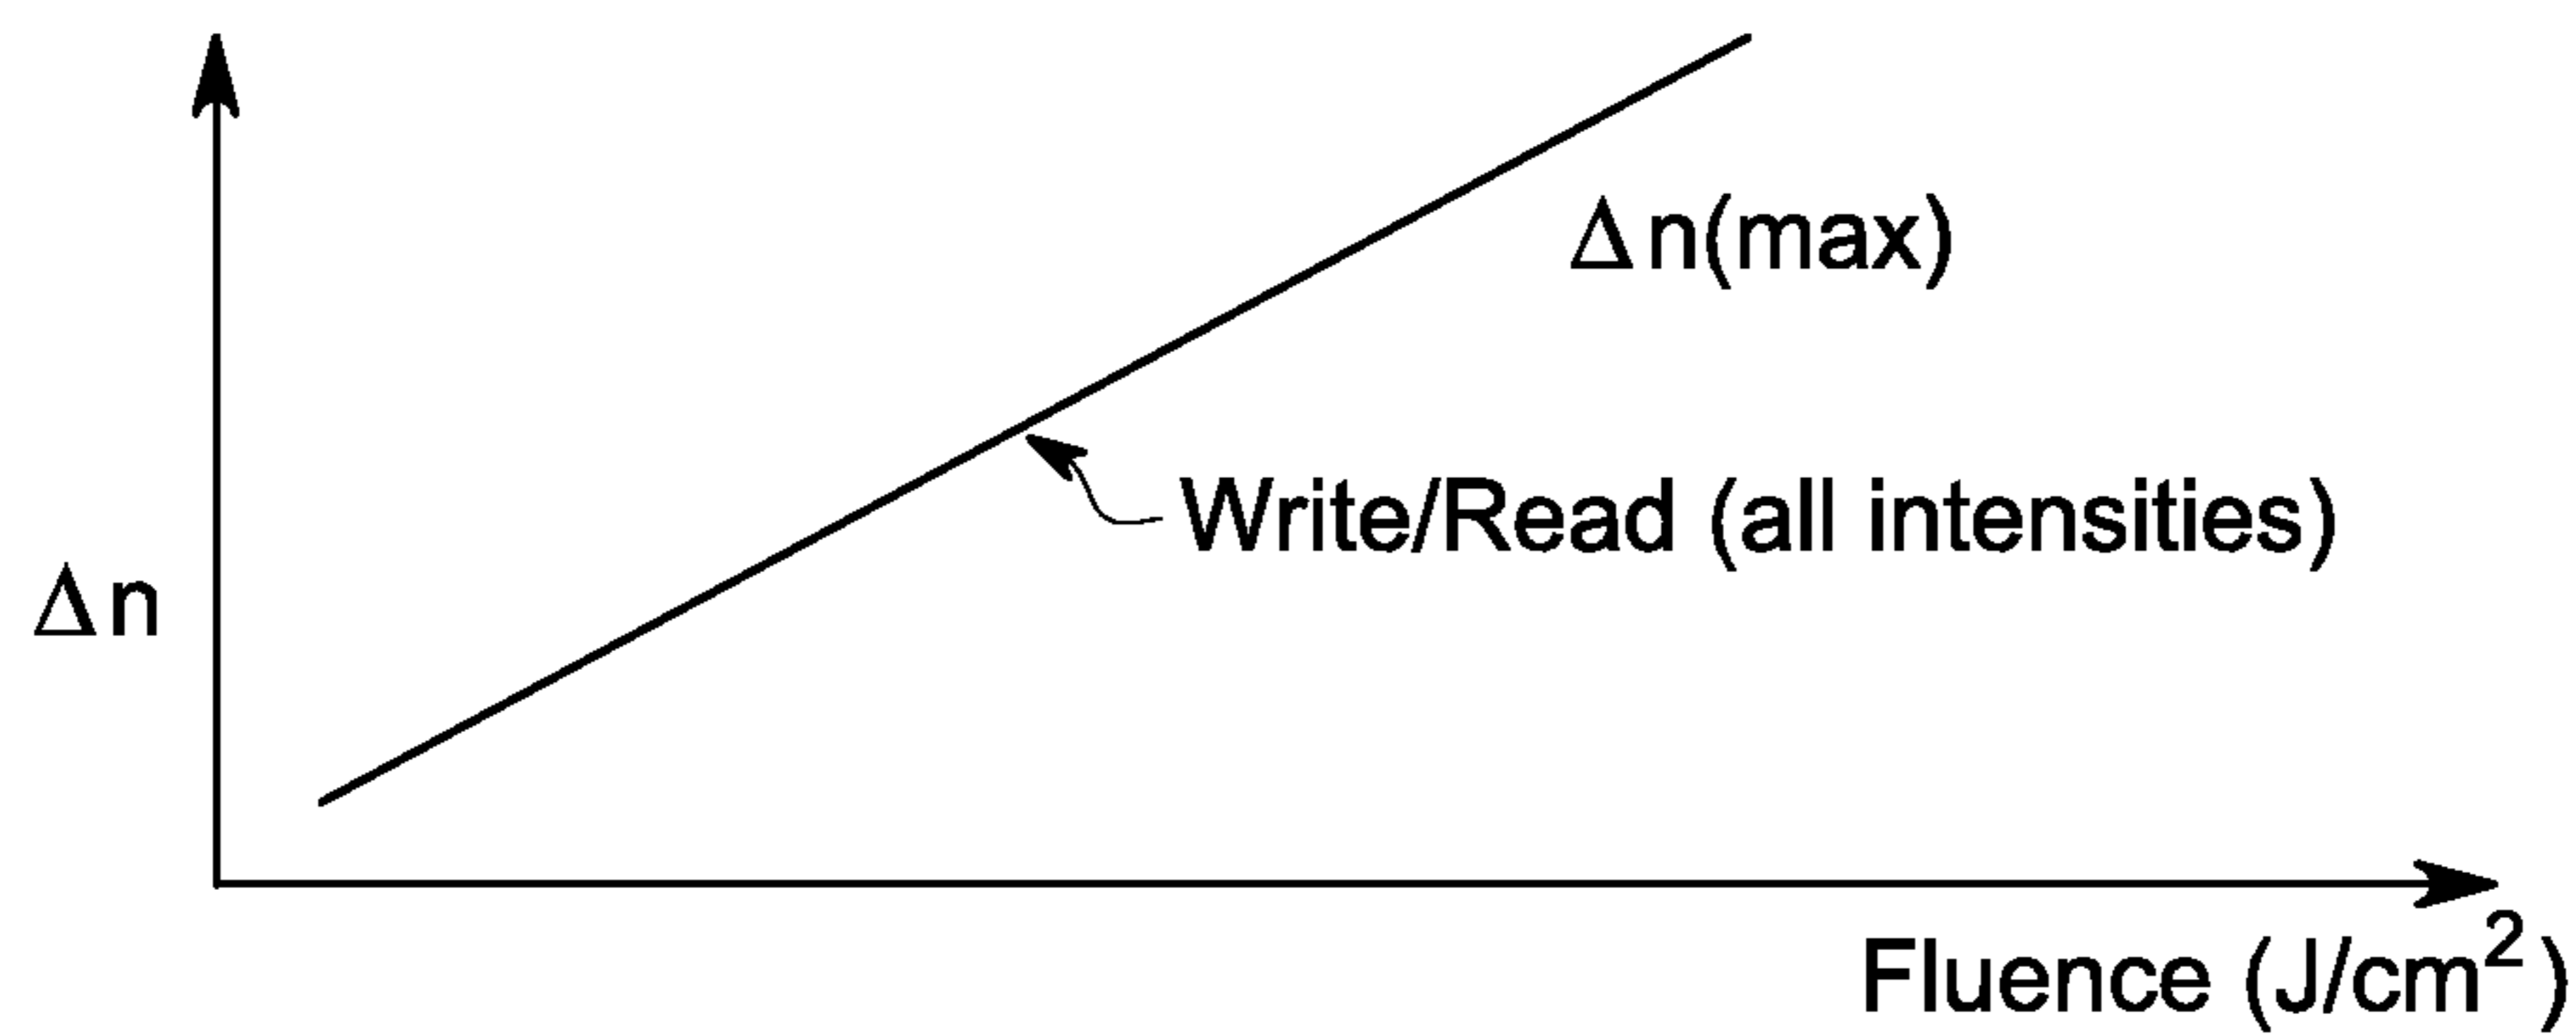 Δn(max)
Write/Read (all intensities)
Δn
Fluence (J/cm²)